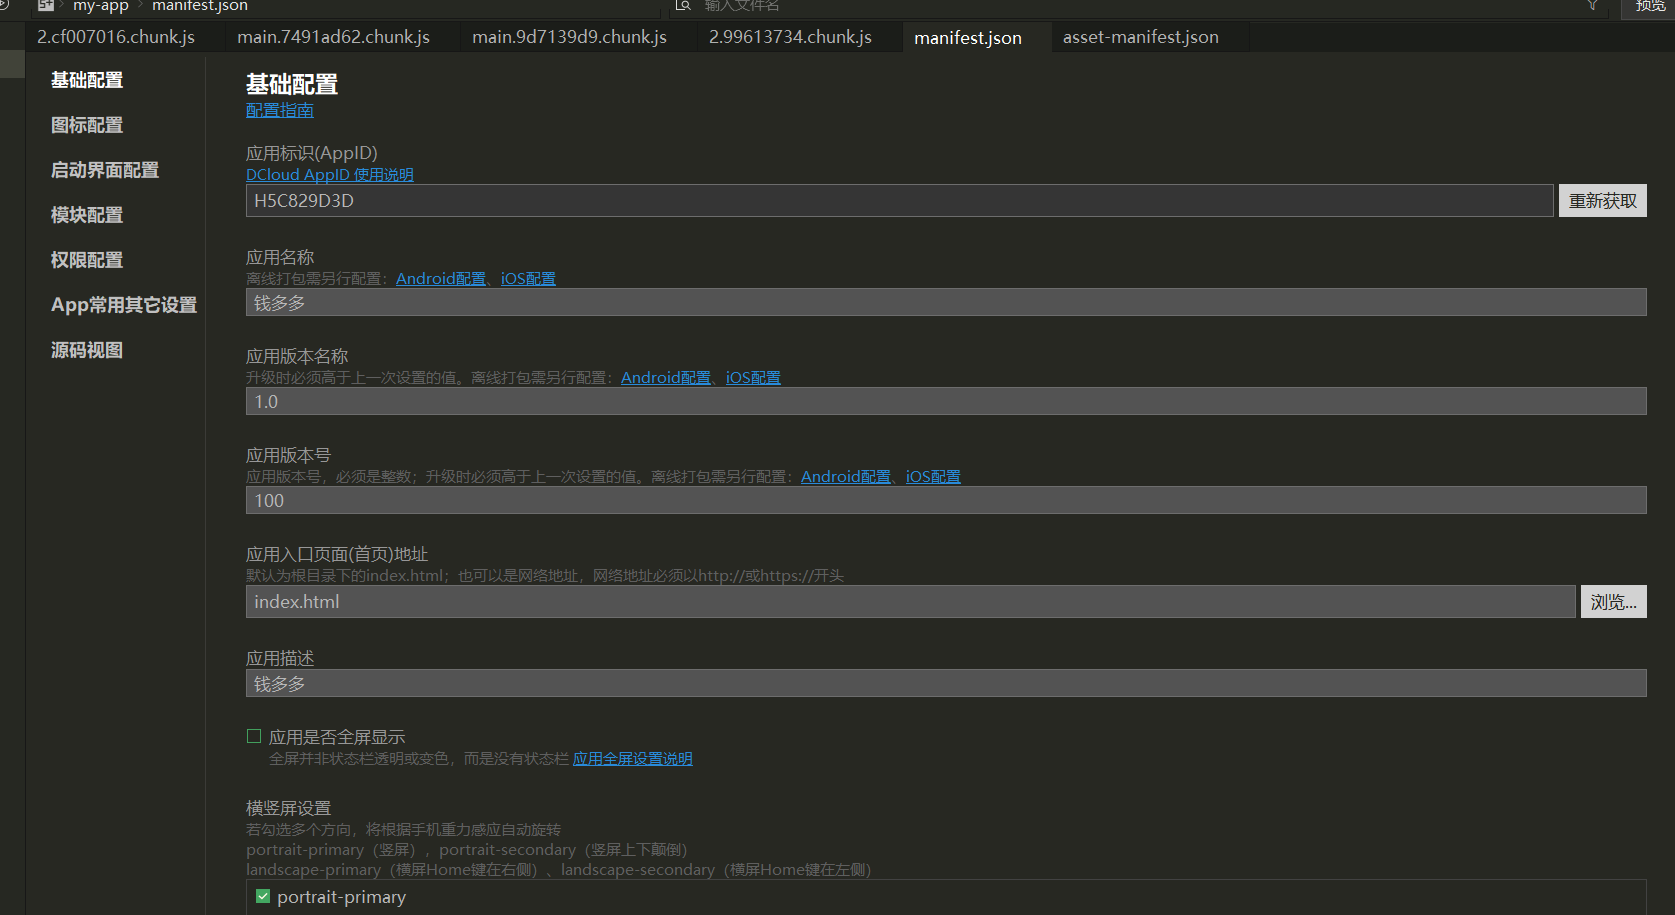 my-app > manifest.json
输入文件名
预览
2.cf007016.chunk.js
main.7491ad62.chunk.js
main.9d7139d9.chunk.js
2.99613734.chunk.js
manifest.json
asset-manifest.json
基础配置
图标配置
启动界面配置
模块配置
权限配置
App常用其它设置
源码视图
基础配置
配置指南
应用标识(AppID)
DCloud AppID 使用说明
H5C829D3D
重新获取
应用名称
离线打包需另行配置：Android配置、iOS配置
钱多多
应用版本名称
升级时必须高于上一次设置的值。离线打包需另行配置：Android配置、iOS配置
1.0
应用版本号
应用版本号，必须是整数；升级时必须高于上一次设置的值。离线打包需另行配置：Android配置、iOS配置
100
应用入口页面(首页)地址
默认为根目录下的index.html；也可以是网络地址，网络地址必须以http://或https://开头
index.html
浏览...
应用描述
钱多多
应用是否全屏显示
全屏并非状态栏透明或变色，而是没有状态栏 应用全屏设置说明
横竖屏设置
若勾选多个方向，将根据手机重力感应自动旋转
portrait-primary（竖屏），portrait-secondary（竖屏上下颠倒）
landscape-primary（横屏Home键在右侧）、landscape-secondary（横屏Home键在左侧）
portrait-primary